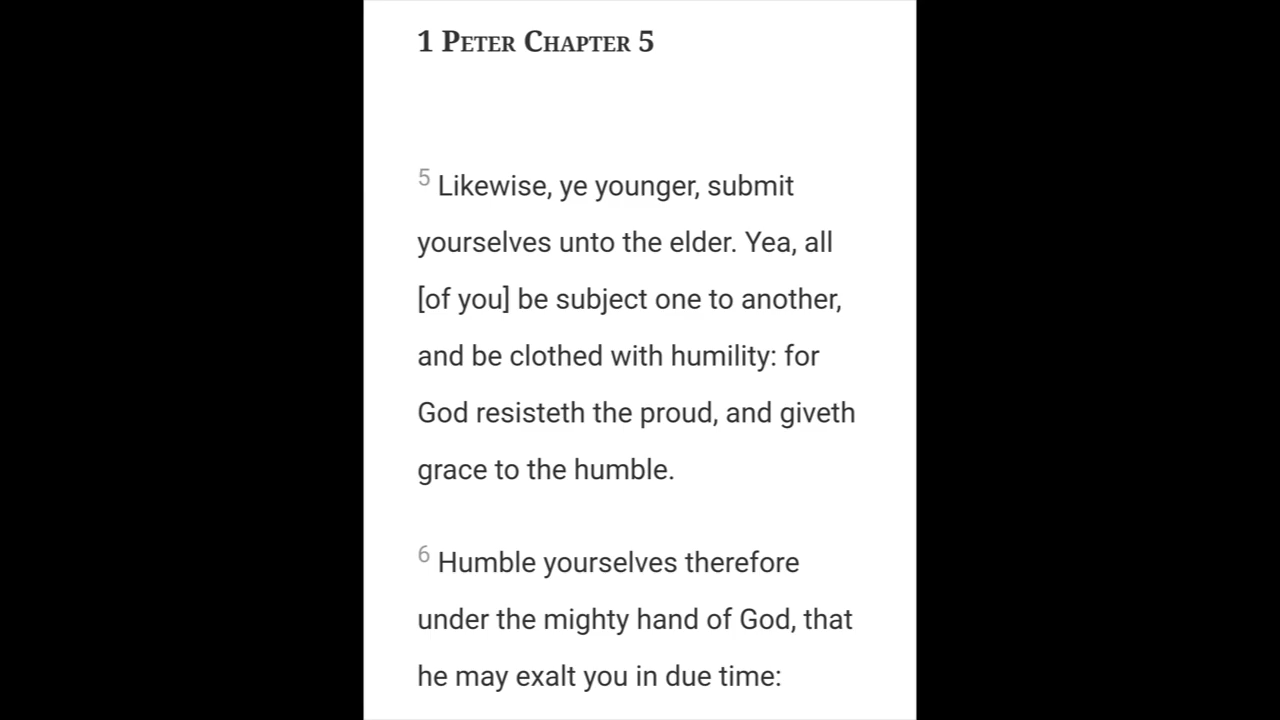 1 Peter Chapter 5
5 Likewise, ye younger, submit
yourselves unto the elder. Yea, all
[of you] be subject one to another,
and be clothed with humility: for
God resisteth the proud, and giveth
grace to the humble.
6 Humble yourselves therefore
under the mighty hand of God, that
he may exalt you in due time: